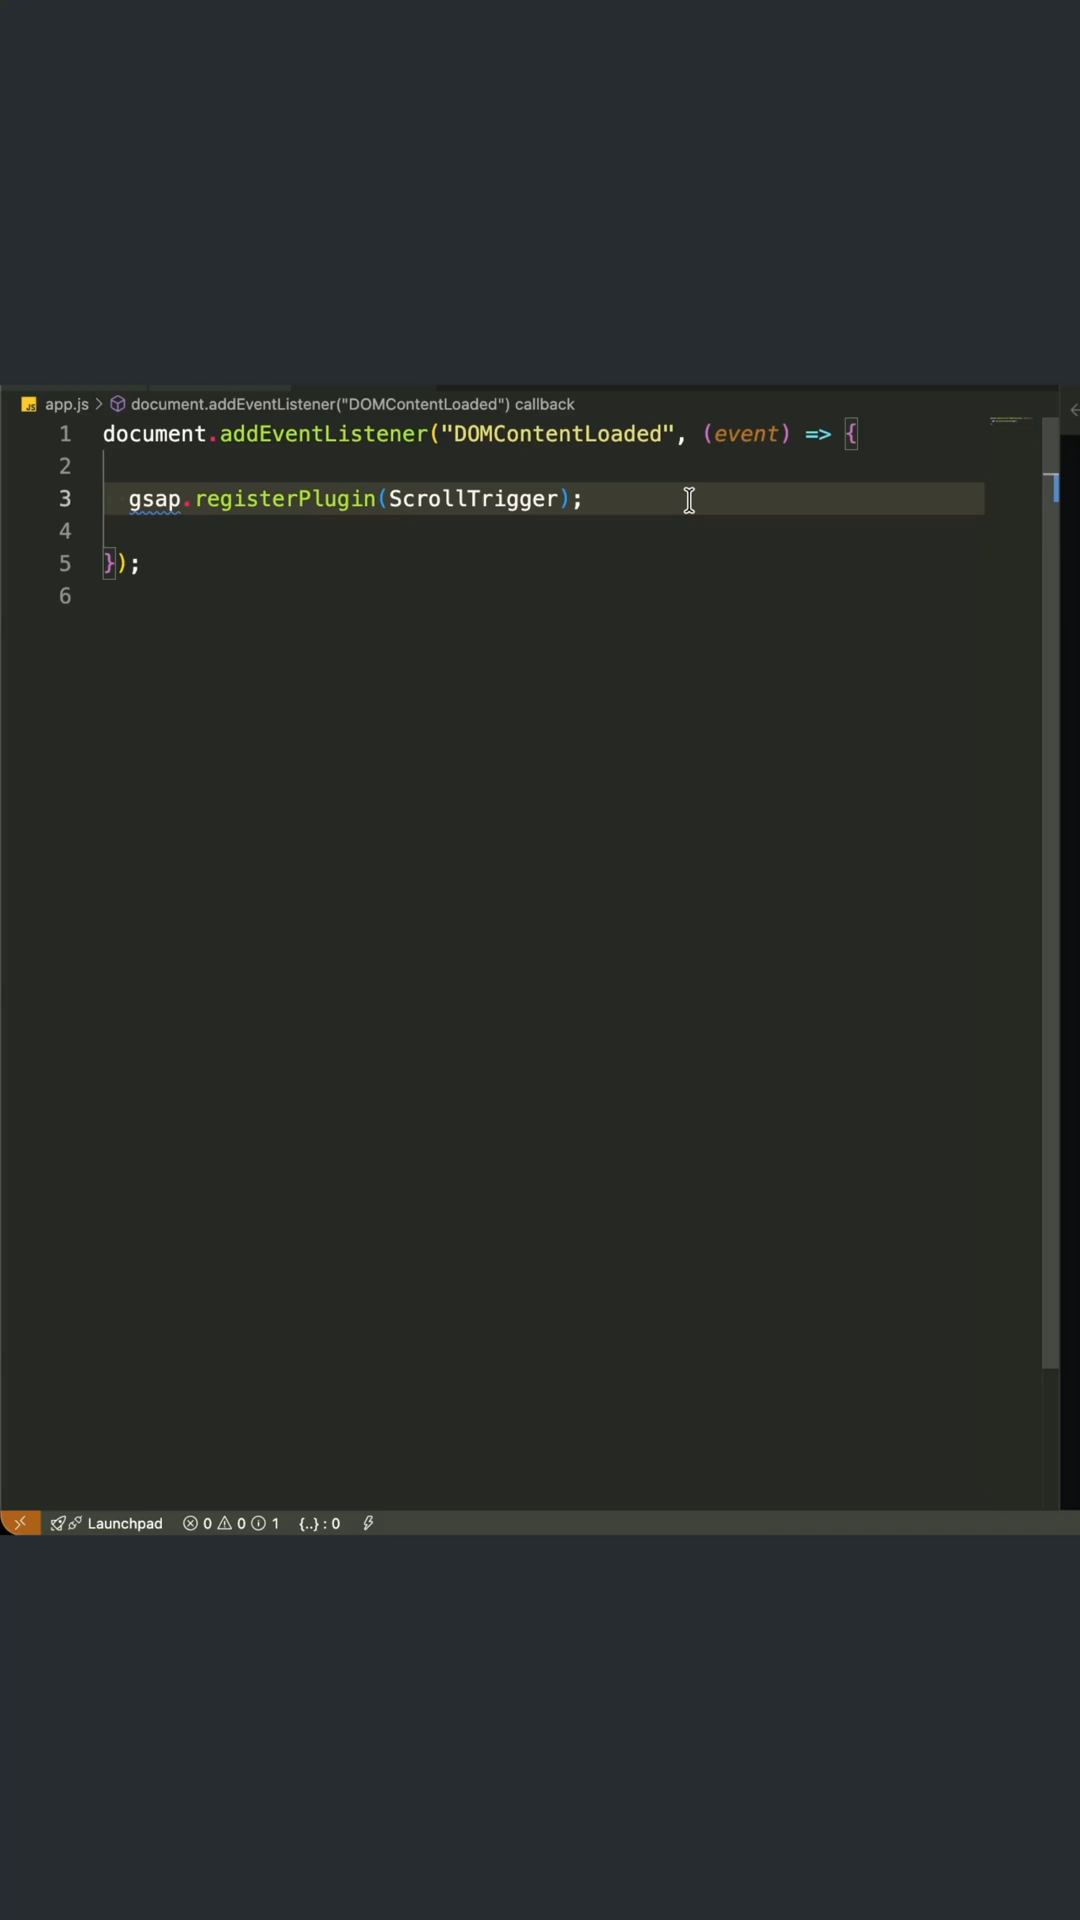 app.js > document.addEventListener("DOMContentLoaded") callback
1 document.addEventListener("DOMContentLoaded", (event) => {
2
3 gsap.registerPlugin(ScrollTrigger);
4
5 });
6
Launchpad 0 0 1 {..} : 0